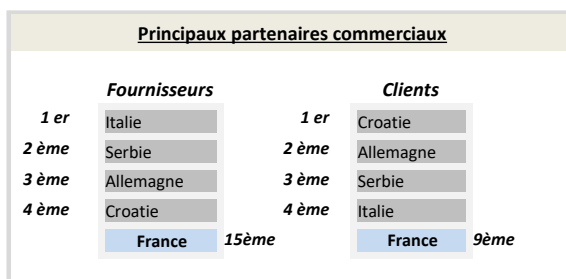 Principaux partenaires commerciaux
Fournisseurs Clients
1 er Italie 1 er Croatie
2 ème Serbie 2 ème Allemagne
3 ème Allemagne 3 ème Serbie
4 ème Croatie 4 ème Italie
France 15ème France 9ème